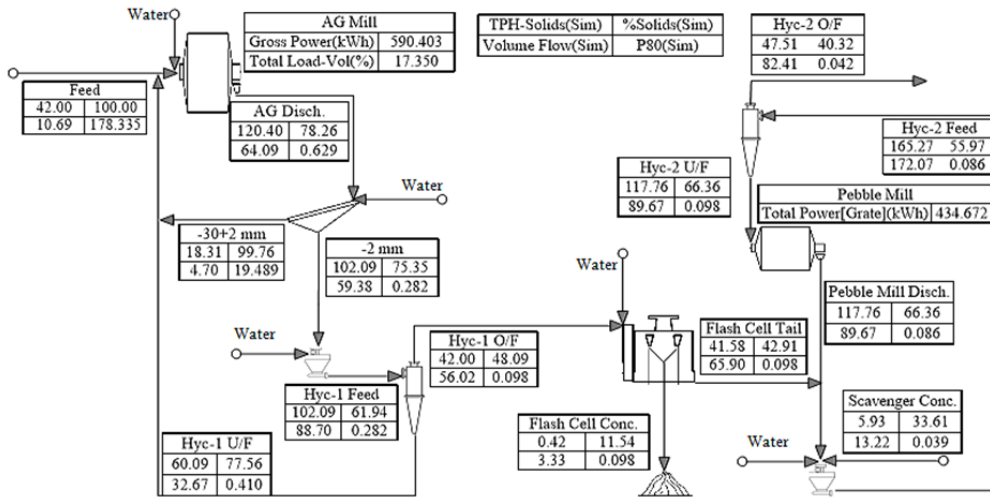 Water
AG Mill
Gross Power(kWh) 590.403
Total Load-Vol(%) 17.350
TPH-Solids(Sim) %Solids(Sim)
Volume Flow(Sim) P80(Sim)
Hyc-2 O/F
47.51 40.32
82.41 0.042
Feed
42.00 100.00
10.69 178.335
AG Disch.
120.40 78.26
64.09 0.629
Hyc-2 Feed
165.27 55.97
172.07 0.086
Hyc-2 U/F
117.76 66.36
89.67 0.098
Water
Pebble Mill
Total Power[Grate](kWh) 434.672
-30+2 mm
18.31 99.76
4.70 19.489
-2 mm
102.09 75.35
59.38 0.282
Water
Pebble Mill Disch.
117.76 66.36
89.67 0.086
Water
Hyc-1 O/F
42.00 48.09
56.02 0.098
Flash Cell Tail
41.58 42.91
65.90 0.098
Hyc-1 Feed
102.09 61.94
88.70 0.282
Scavenger Conc.
5.93 33.61
13.22 0.039
Flash Cell Conc.
0.42 11.54
3.33 0.098
Hyc-1 U/F
60.09 77.56
32.67 0.410
Water